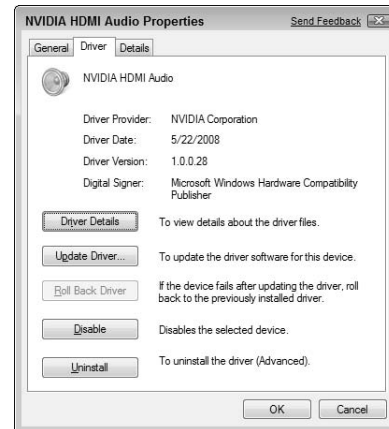 NVIDIA HDMI Audio Properties Send Feedback
General Driver Details
NVIDIA HDMI Audio
Driver Provider: NVIDIA Corporation
Driver Date: 5/22/2008
Driver Version: 1.0.0.28
Digital Signer: Microsoft Windows Hardware Compatibility
Publisher
Driver Details To view details about the driver files.
Update Driver... To update the driver software for this device.
Roll Back Driver If the device fails after updating the driver, roll
back to the previously installed driver.
Disable Disables the selected device.
Uninstall To uninstall the driver (Advanced).
OK Cancel